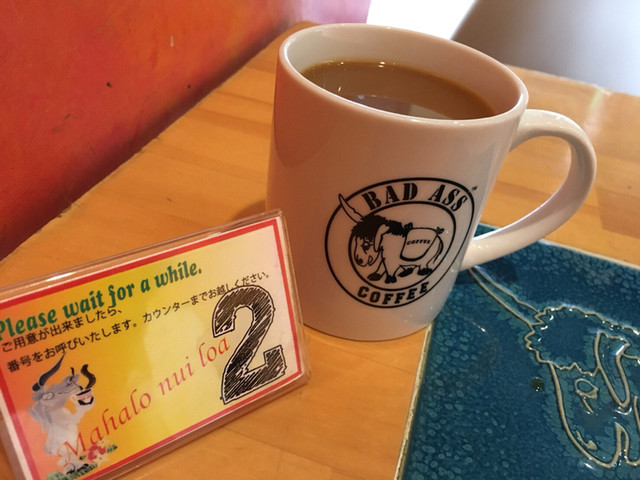 BAD ASS
COFFEE
COFFEE
Please wait for a while.
ご用意が出来ましたら、
番号をお呼びいたします。カウンターまでお越しください。
2
Mahalo nui loa